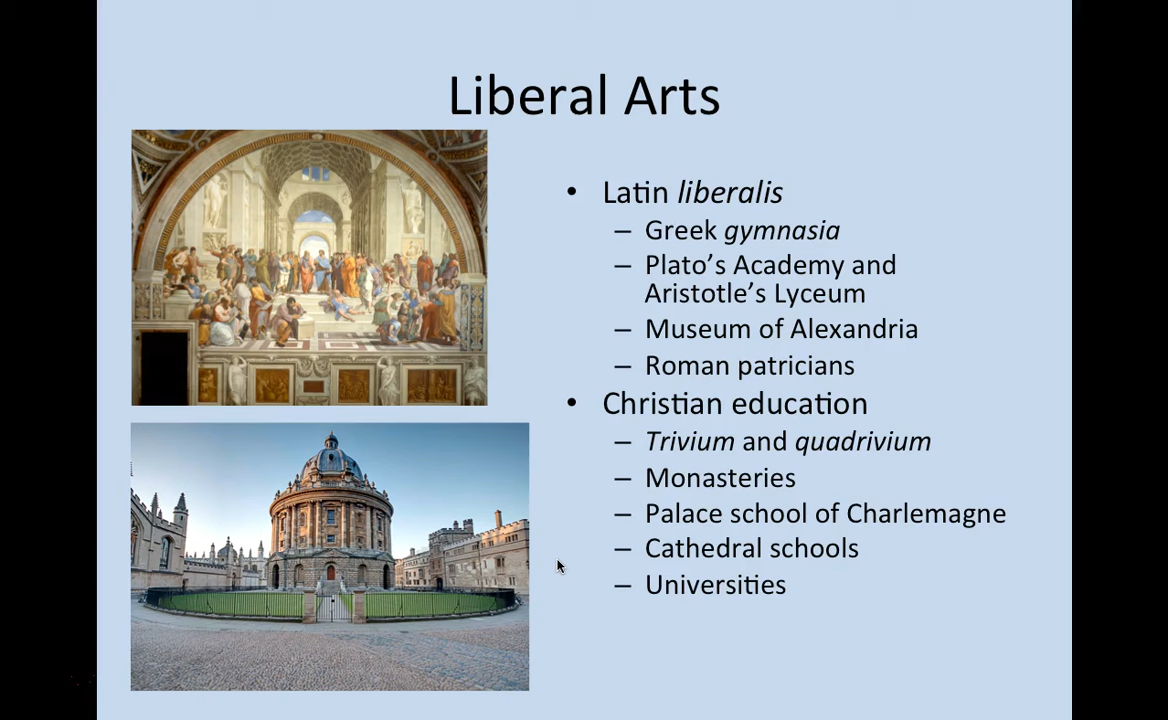 Liberal Arts
• Latin liberalis
– Greek gymnasia
– Plato’s Academy and
Aristotle’s Lyceum
– Museum of Alexandria
– Roman patricians
• Christian education
– Trivium and quadrivium
– Monasteries
– Palace school of Charlemagne
– Cathedral schools
– Universities